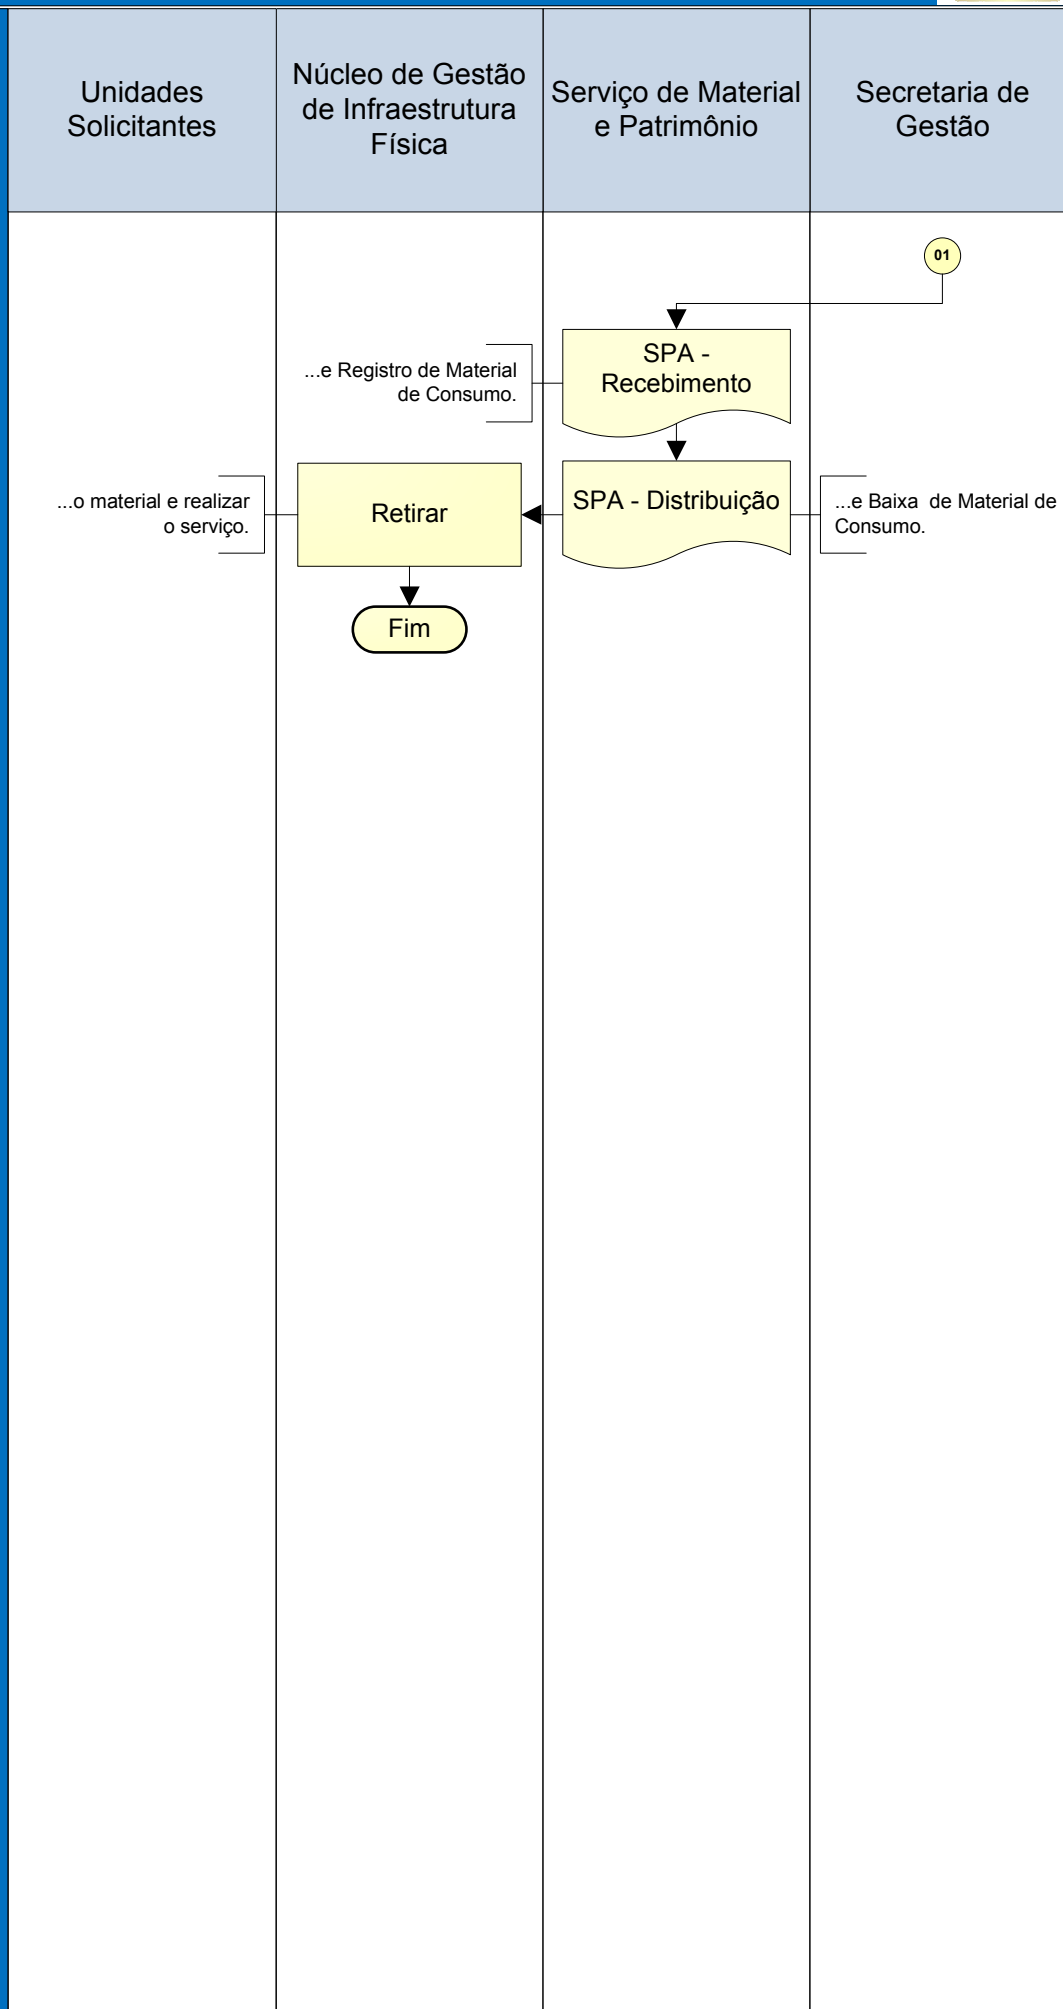 Unidades
Solicitantes
Núcleo de Gestão
de Infraestrutura
Física
Serviço de Material
e Patrimônio
Secretaria de
Gestão
01
SPA -
Recebimento
...e Registro de Material
de Consumo.
SPA - Distribuição
...e Baixa  de Material de
Consumo.
Retirar
...o material e realizar
o serviço.
Fim